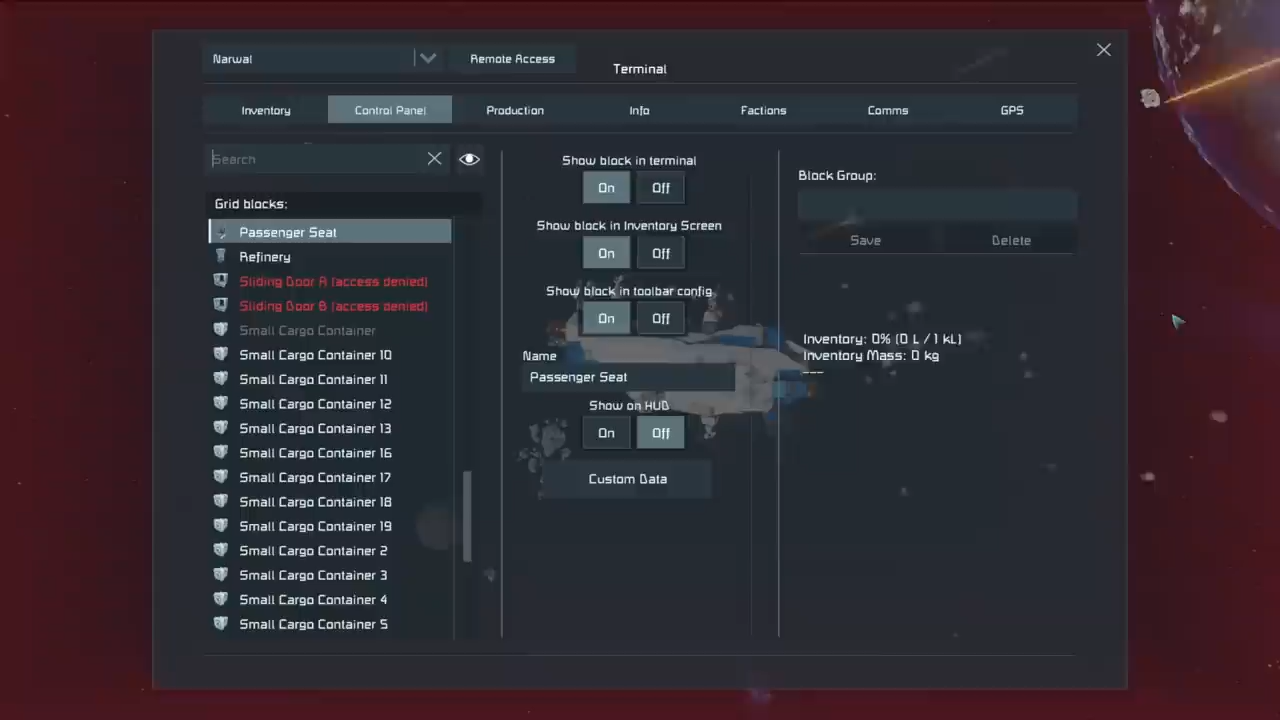 Narwal
Remote Access
Terminal
Inventory
Control Panel
Production
Info
Factions
Comms
GPS
Search
Grid blocks:
Passenger Seat
Refinery
Sliding Door A (access denied)
Sliding Door B (access denied)
Small Cargo Container
Small Cargo Container 10
Small Cargo Container 11
Small Cargo Container 12
Small Cargo Container 13
Small Cargo Container 16
Small Cargo Container 17
Small Cargo Container 18
Small Cargo Container 19
Small Cargo Container 2
Small Cargo Container 3
Small Cargo Container 4
Small Cargo Container 5
Show block in terminal
On Off
Show block in Inventory Screen
On Off
Show block in toolbar config
On Off
Name
Passenger Seat
Show on HUD
On Off
Custom Data
Block Group:
Save Delete
Inventory: 0% (0 L / 1 kL)
Inventory Mass: 0 kg
---